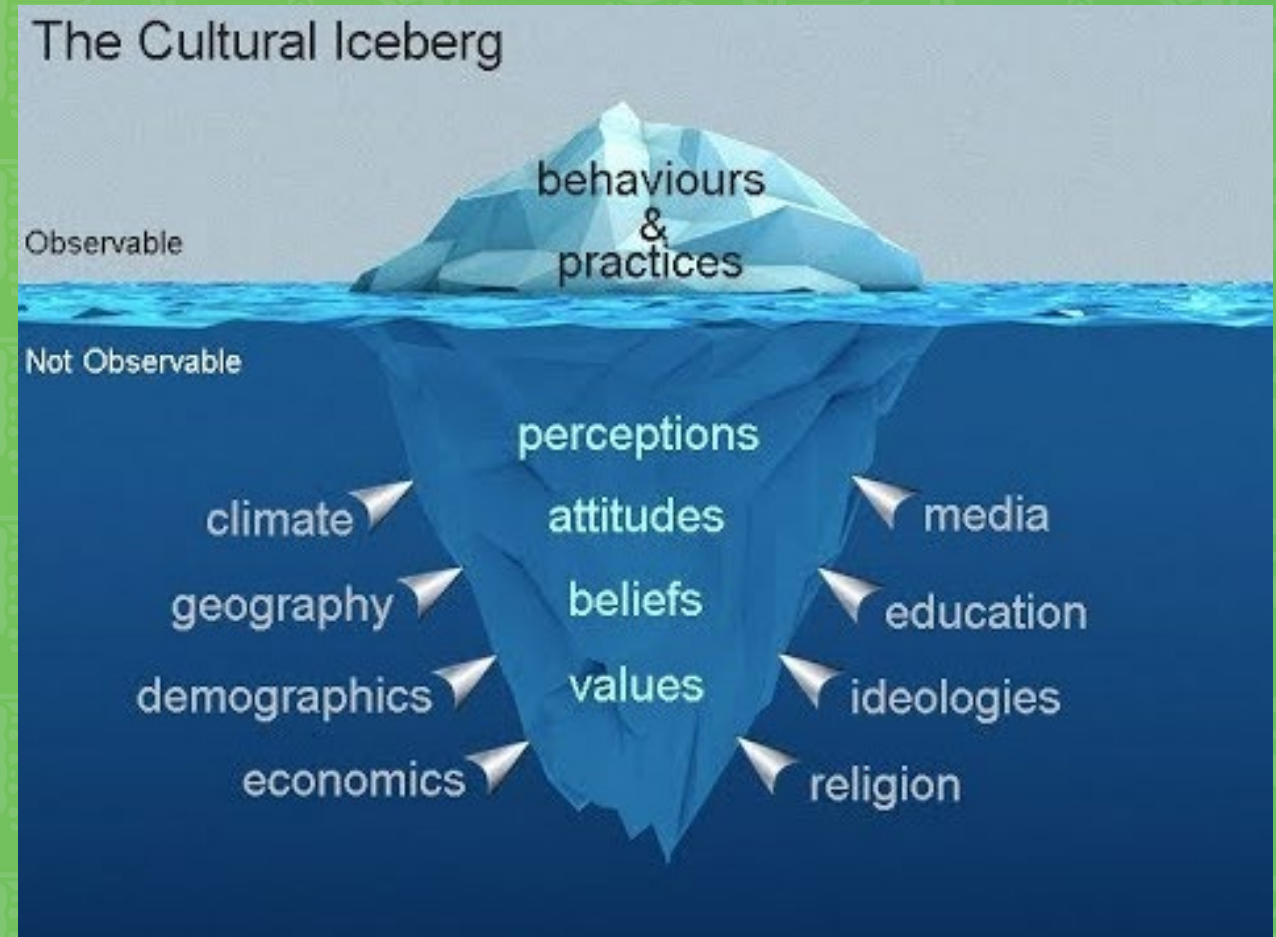 The Cultural Iceberg
behaviours
&
practices
Observable
Not Observable
perceptions
climate
attitudes
media
geography
beliefs
education
demographics
values
ideologies
economics
religion